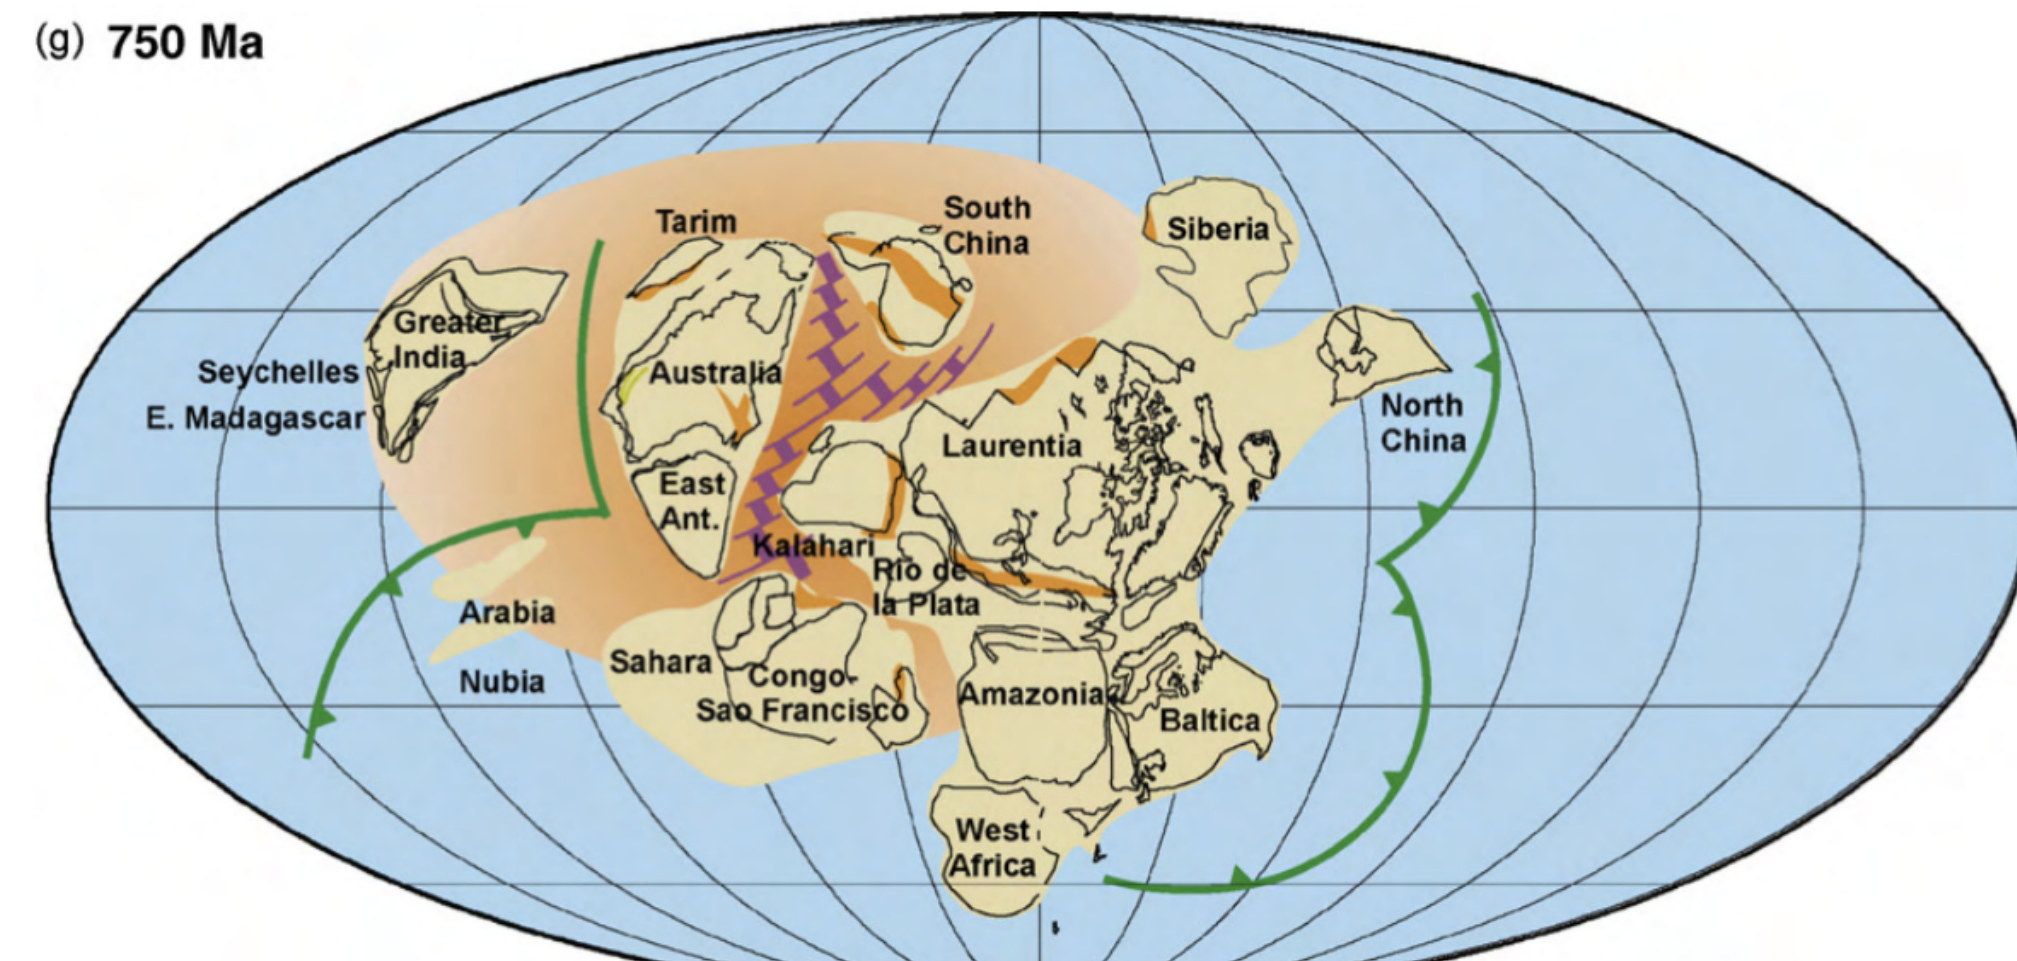 (g) 750 Ma
Tarim
South
China
Siberia
Greater
India
Seychelles
E. Madagascar
Australia
North
China
Laurentia
East
Ant.
Kalahari
Rio de
la Plata
Arabia
Nubia
Sahara
Congo-
Sao Francisco
Amazonia
Baltica
West
Africa